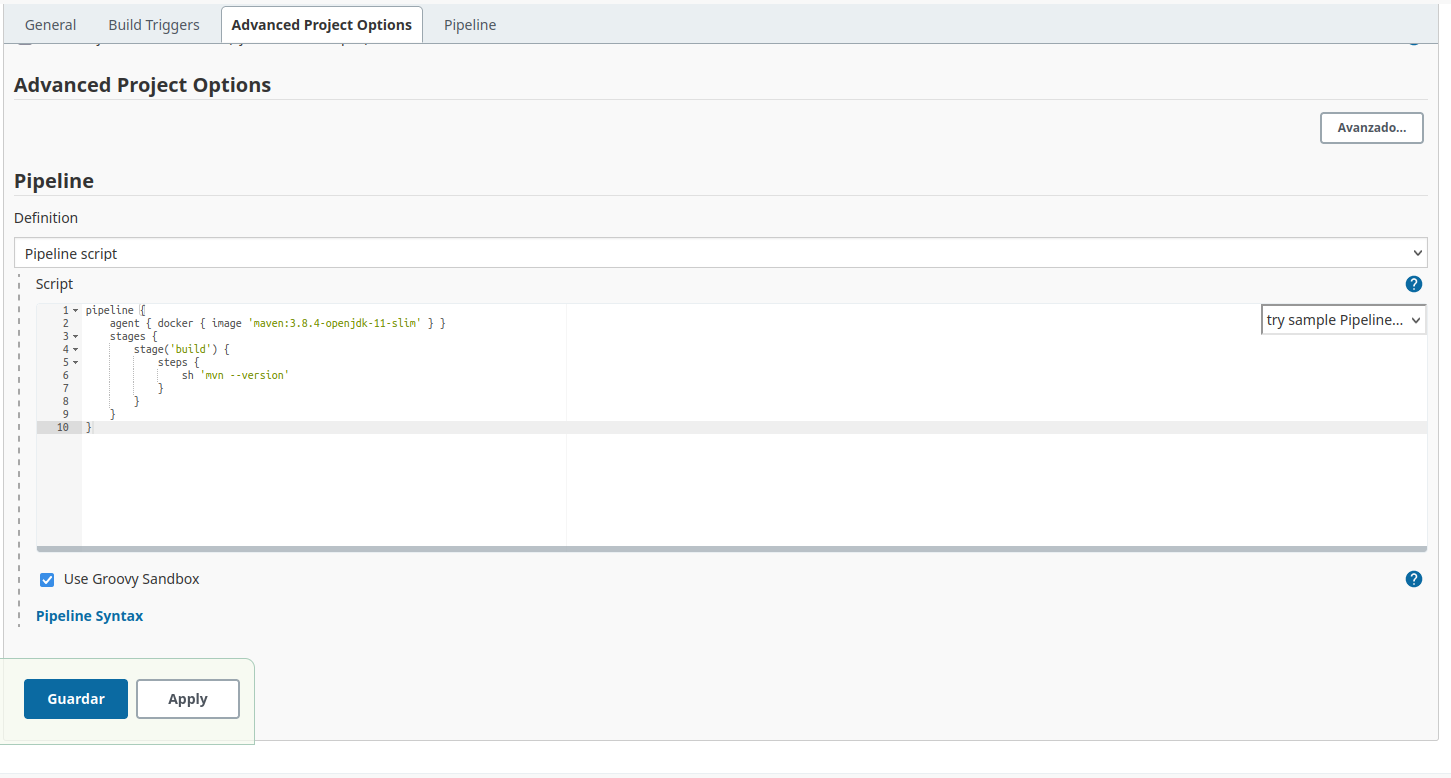 General Build Triggers Advanced Project Options Pipeline
Advanced Project Options
Avanzado...
Pipeline
Definition
Pipeline script
Script
try sample Pipeline...
1 pipeline {
2 agent { docker { image 'maven:3.8.4-openjdk-11-slim' } }
3 stages {
4 stage('build') {
5 steps {
6 sh 'mvn --version'
7 }
8 }
9 }
10 }
Use Groovy Sandbox
Pipeline Syntax
Guardar Apply